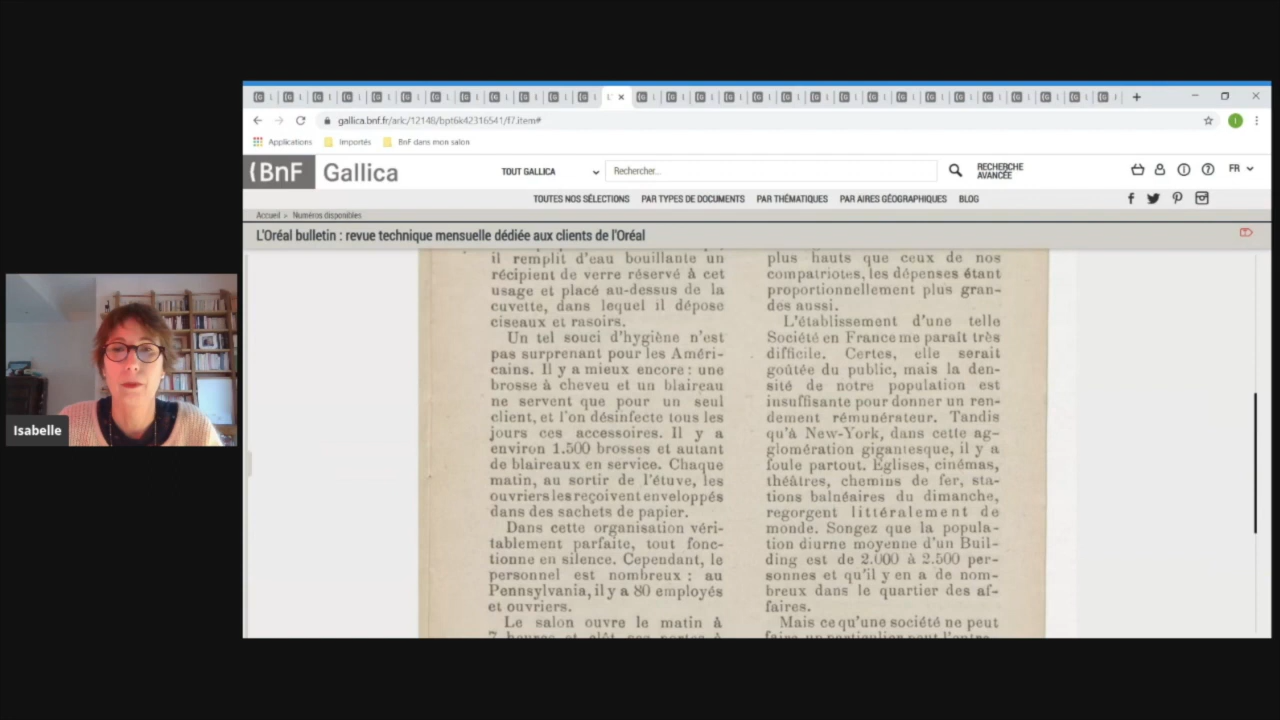 gallica.bnf.fr/ark:/12148/bpt6k42316541/f7.item#
Applications
Importés
BnF dans mon salon
(BnF Gallica
TOUT GALLICA
Rechercher...
RECHERCHE
AVANCÉE
FR
TOUTES NOS SÉLECTIONS PAR TYPES DE DOCUMENTS PAR THÉMATIQUES PAR AIRES GÉOGRAPHIQUES BLOG
Accueil > Numéros disponibles
L'Oréal bulletin : revue technique mensuelle dédiée aux clients de l'Oréal
il remplit d'eau bouillante un
récipient de verre réservé à cet
usage et placé au-dessus de la
cuvette, dans lequel il dépose
ciseaux et rasoirs.
Un tel souci d'hygiène n'est
pas surprenant pour les Améri-
cains. Il y a mieux encore : une
brosse à cheveu et un blaireau
ne servent que pour un seul
client, et l'on désinfecte tous les
jours ces accessoires. Il y a
environ 1.500 brosses et autant
de blaireaux en service. Chaque
matin, au sortir de l'étuve, les
ouvriers les reçoivent enveloppés
dans des sachets de papier.
Dans cette organisation véri-
tablement parfaite, tout fonc-
tionne en silence. Cependant, le
personnel est nombreux : au
Pennsylvania, il y a 80 employés
et ouvriers.
Le salon ouvre le matin à
7 heures et clôt ses portes à
plus hauts que ceux de nos
compatriotes, les dépenses étant
proportionnellement plus gran-
des aussi.
L'établissement d'une telle
Société en France me paraît très
difficile. Certes, elle serait
goûtée du public, mais la den-
sité de notre population est
insuffisante pour donner un ren-
dement rémunérateur. Tandis
qu'à New-York, dans cette ag-
glomération gigantesque, il y a
foule partout. Églises, cinémas,
théâtres, chemins de fer, sta-
tions balnéaires du dimanche,
regorgent littéralement de
monde. Songez que la popula-
tion diurne moyenne d'un Buil-
ding est de 2.000 à 2.500 per-
sonnes et qu'il y en a de nom-
breux dans le quartier des af-
faires.
Mais ce qu'une société ne peut
faire un particulier peut l'entre-
Isabelle